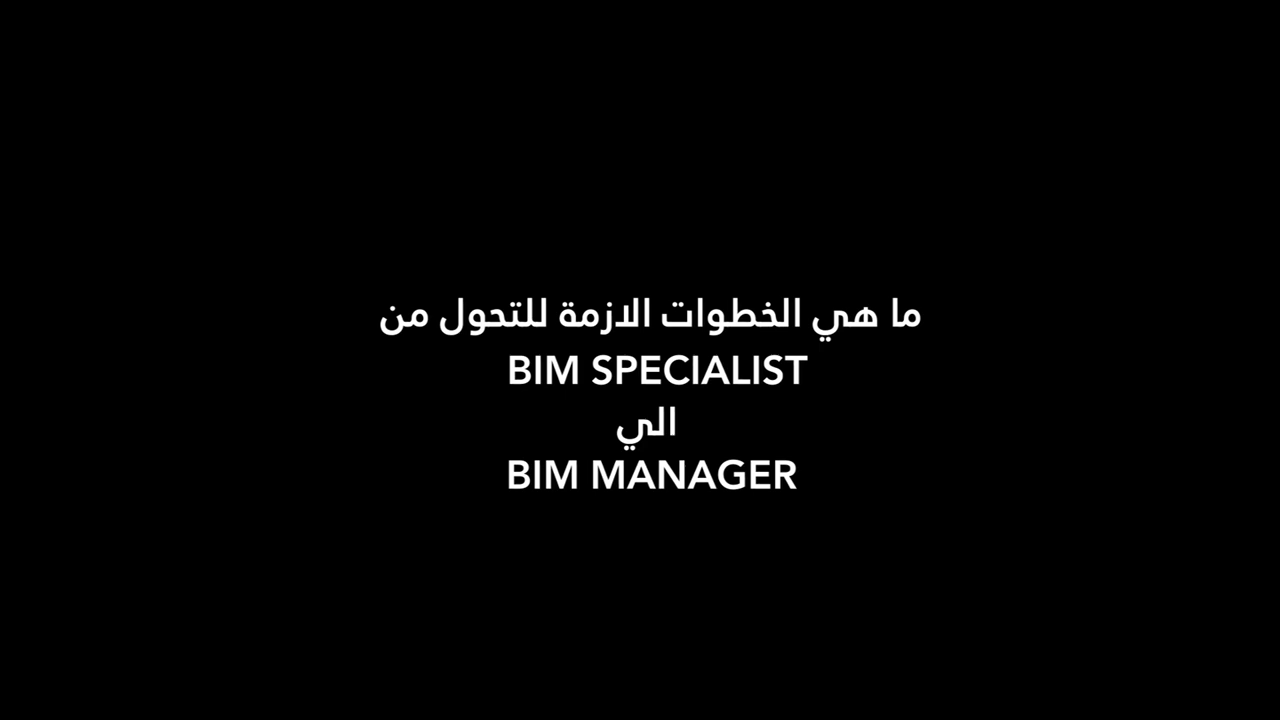 ما هي الخطوات الازمة للتحول من
BIM SPECIALIST
الي
BIM MANAGER